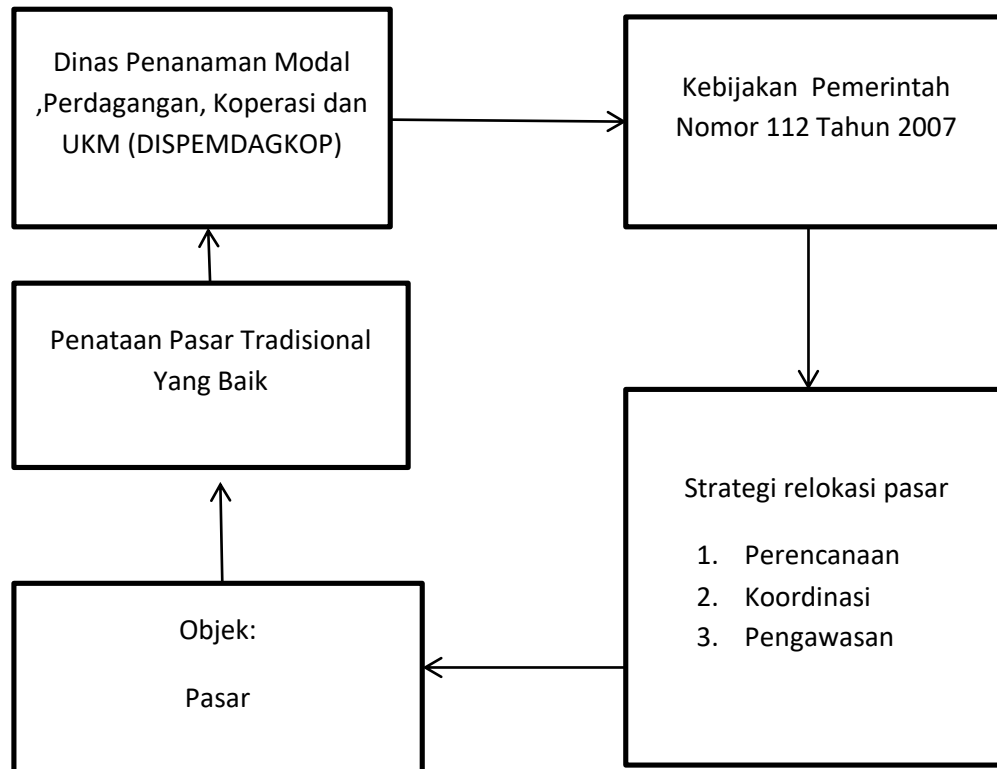 Dinas Penanaman Modal
,Perdagangan, Koperasi dan
UKM (DISPEMDAGKOP)
Kebijakan Pemerintah
Nomor 112 Tahun 2007
Penataan Pasar Tradisional
Yang Baik
Strategi relokasi pasar
1. Perencanaan
2. Koordinasi
3. Pengawasan
Objek:
Pasar